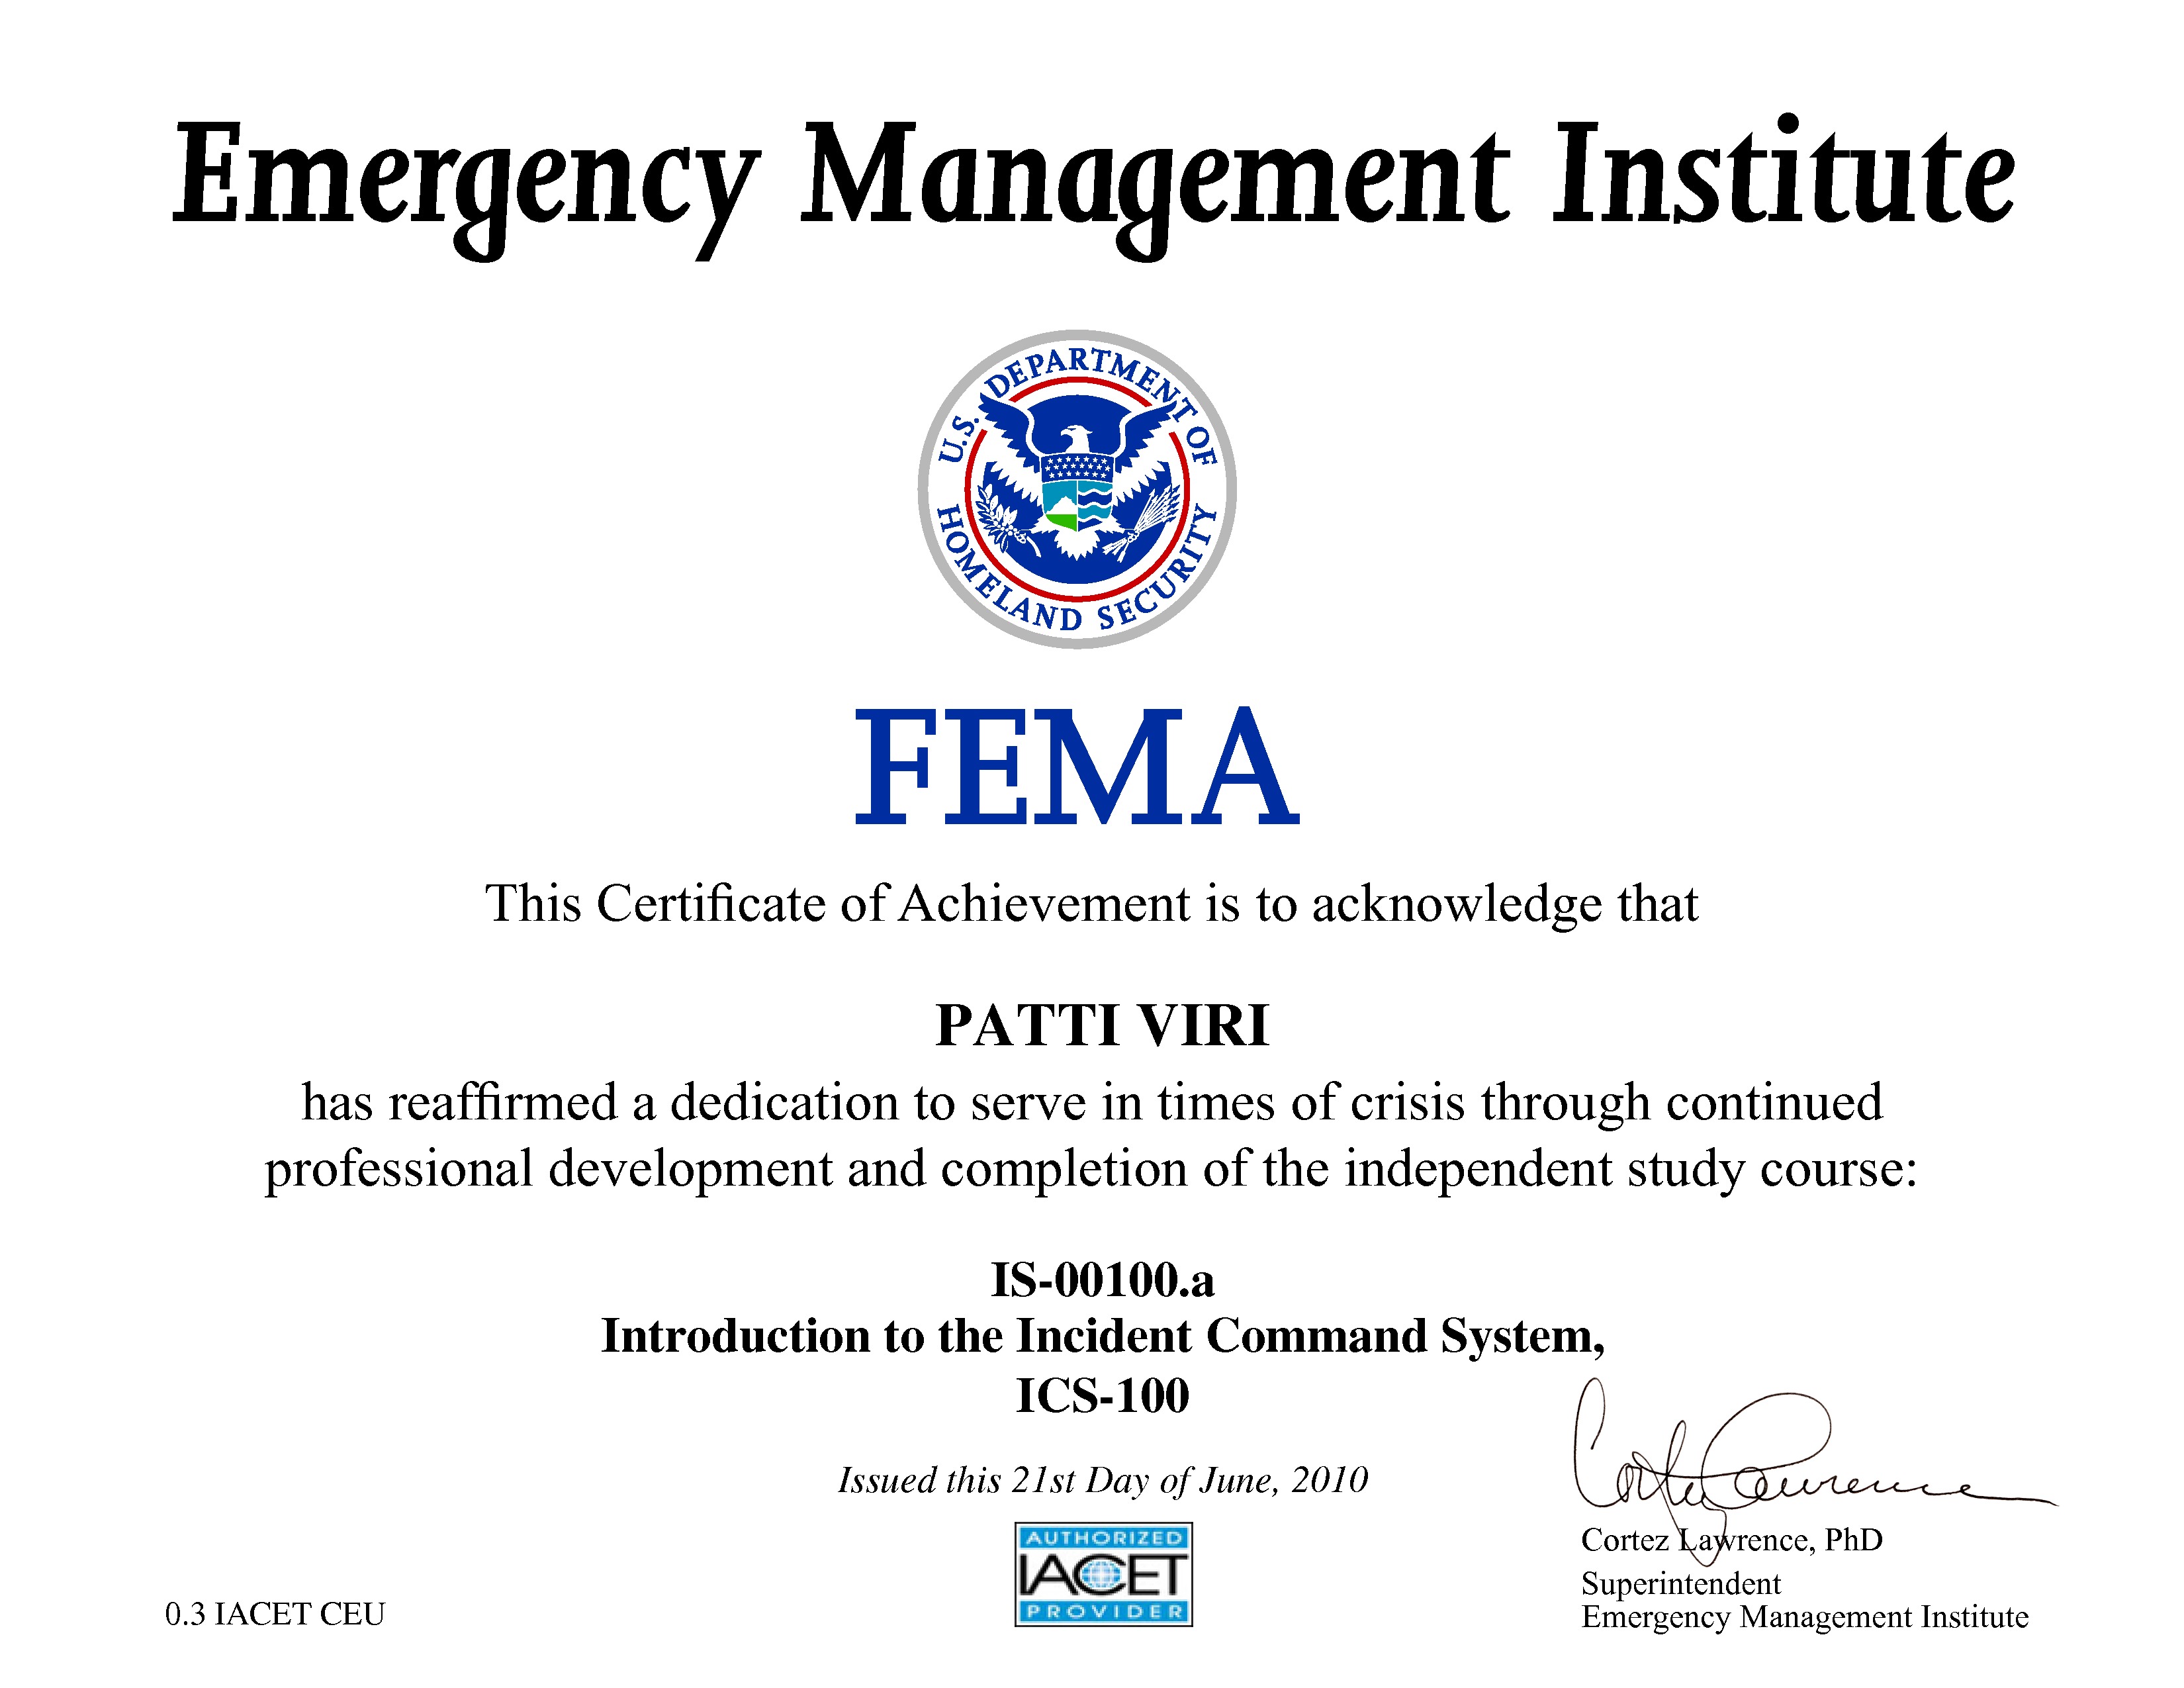 Emergency Management Institute
U.S. DEPARTMENT OF
HOMELAND SECURITY
FEMA
This Certificate of Achievement is to acknowledge that
PATTI VIRI
has reaffirmed a dedication to serve in times of crisis through continued
professional development and completion of the independent study course:
IS-00100.a
Introduction to the Incident Command System,
ICS-100
Issued this 21st Day of June, 2010
Cortez Lawrence
Cortez Lawrence, PhD
Superintendent
Emergency Management Institute
AUTHORIZED
IACET
PROVIDER
0.3 IACET CEU